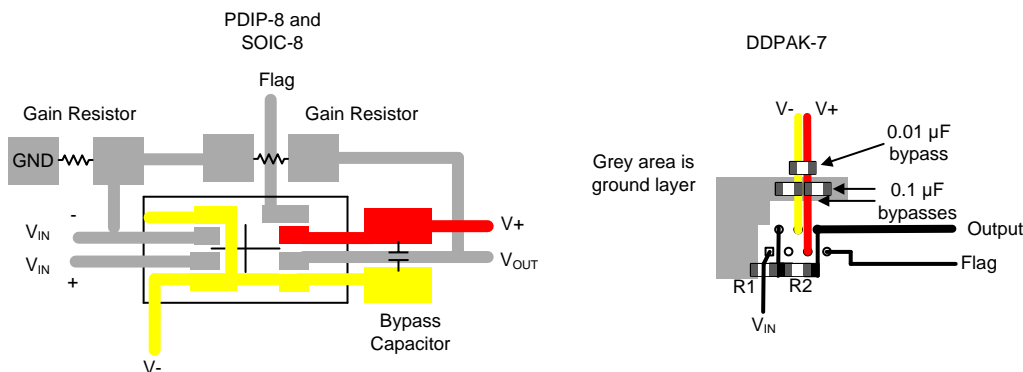 PDIP-8 and
SOIC-8
Flag
Gain Resistor
Gain Resistor
GND
-
VIN
VIN
+
V+
VOUT
Bypass
Capacitor
V-
DDPAK-7
V-
V+
0.01 µF
bypass
Grey area is
ground layer
0.1 µF
bypasses
Output
Flag
R1
R2
VIN